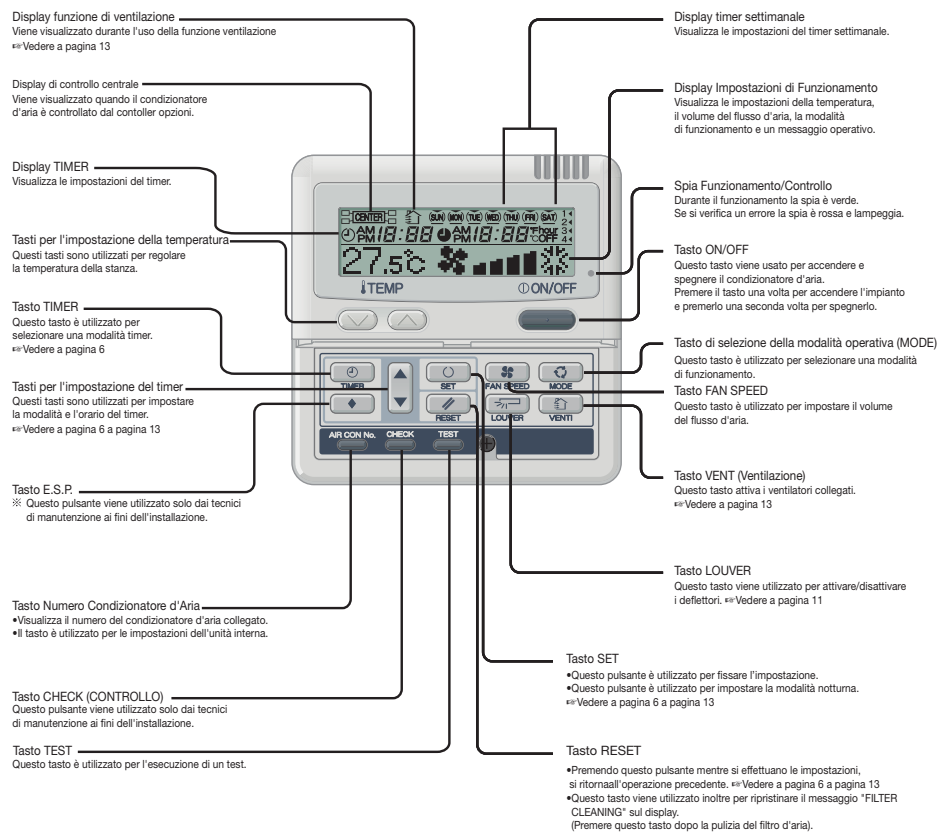 Display funzione di ventilazione
Viene visualizzato durante l'uso della funzione ventilazione
☞Vedere a pagina 13
Display di controllo centrale
Viene visualizzato quando il condizionatore
d'aria è controllato dal contoller opzioni.
Display TIMER
Visualizza le impostazioni del timer.
Tasti per l'impostazione della temperatura
Questi tasti sono utilizzati per regolare
la temperatura della stanza.
Tasto TIMER
Questo tasto è utilizzato per
selezionare una modalità timer.
☞Vedere a pagina 6
Tasti per l'impostazione del timer
Questi tasti sono utilizzati per impostare
la modalità e l'orario del timer.
☞Vedere a pagina 6 a pagina 13
Tasto E.S.P.
※ Questo pulsante viene utilizzato solo dai tecnici
di manutenzione ai fini dell'installazione.
Tasto Numero Condizionatore d'Aria
•Visualizza il numero del condizionatore d'aria collegato.
•Il tasto è utilizzato per le impostazioni dell'unità interna.
Tasto CHECK (CONTROLLO)
Questo pulsante viene utilizzato solo dai tecnici
di manutenzione ai fini dell'installazione.
Tasto TEST
Questo tasto è utilizzato per l'esecuzione di un test.
CENTER SUN MON TUE WED THU FRI SAT 1
2
AM PM 18:88 AM PM 18:88 °F °C hour OFF 3
4
27.5°C
TEMP ON/OFF
TIMER SET FAN SPEED MODE
RESET LOUVER VENTI
AIR CON No. CHECK TEST
Display timer settimanale
Visualizza le impostazioni del timer settimanale.
Display Impostazioni di Funzionamento
Visualizza le impostazioni della temperatura,
il volume del flusso d'aria, la modalità
di funzionamento e un messaggio operativo.
Spia Funzionamento/Controllo
Durante il funzionamento la spia è verde.
Se si verifica un errore la spia è rossa e lampeggia.
Tasto ON/OFF
Questo tasto viene usato per accendere e
spegnere il condizionatore d'aria.
Premere il tasto una volta per accendere l'impianto
e premerlo una seconda volta per spegnerlo.
Tasto di selezione della modalità operativa (MODE)
Questo tasto è utilizzato per selezionare una modalità
di funzionamento.
Tasto FAN SPEED
Questo tasto è utilizzato per impostare il volume
del flusso d'aria.
Tasto VENT (Ventilazione)
Questo tasto attiva i ventilatori collegati.
☞Vedere a pagina 13
Tasto LOUVER
Questo tasto viene utilizzato per attivare/disattivare
i deflettori. ☞Vedere a pagina 11
Tasto SET
•Questo pulsante è utilizzato per fissare l'impostazione.
•Questo pulsante è utilizzato per impostare la modalità notturna.
☞Vedere a pagina 6 a pagina 13
Tasto RESET
•Premendo questo pulsante mentre si effettuano le impostazioni,
si ritornaall'operazione precedente. ☞Vedere a pagina 6 a pagina 13
•Questo tasto viene utilizzato inoltre per ripristinare il messaggio "FILTER
CLEANING" sul display.
(Premere questo tasto dopo la pulizia del filtro d'aria).